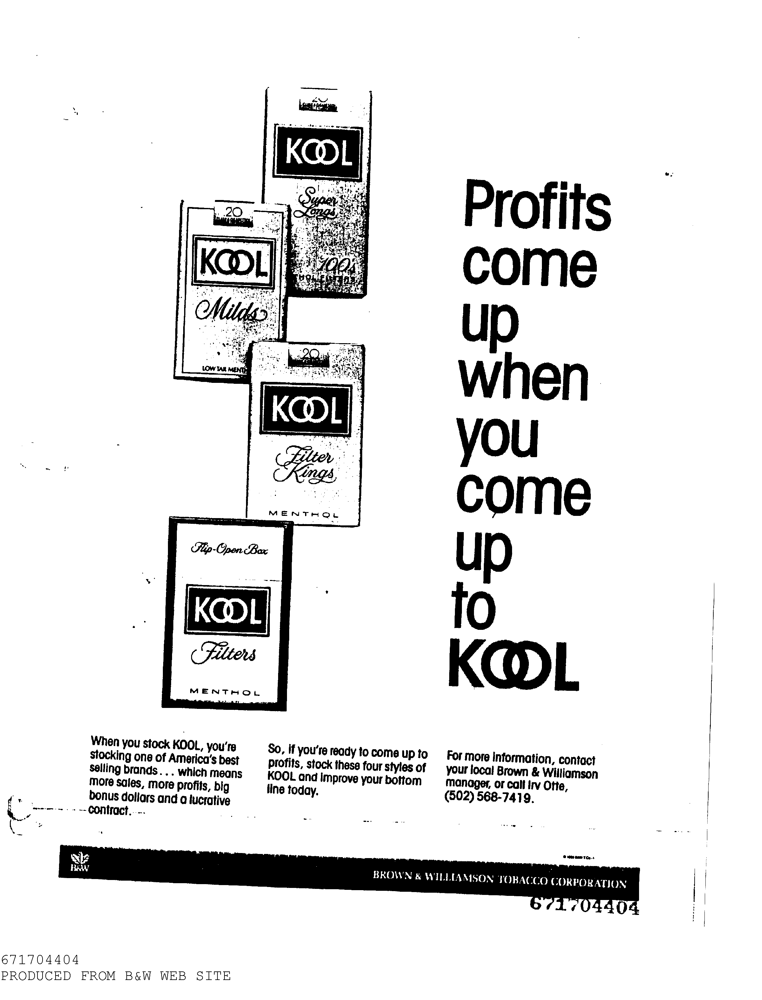 20
KOOL
Super
Longs
100's
20
KOOL
Milds
LOW TAR MENTH
20
KOOL
Filter
Kings
MENTHOL
Flip-Open Box
KOOL
Filters
MENTHOL
Profits
come
up
when
you
come
up
to
KOOL
When you stock KOOL, you're
stocking one of America's best
selling brands... which means
more sales, more profits, big
bonus dollars and a lucrative
contract.
So, if you're ready to come up to
profits, stock these four styles of
KOOL and improve your bottom
line today.
For more information, contact
your local Brown & Williamson
manager, or call Irv Otte,
(502) 568-7419.
B&W
BROWN & WILLIAMSON TOBACCO CORPORATION
671704404
671704404
PRODUCED FROM B&W WEB SITE